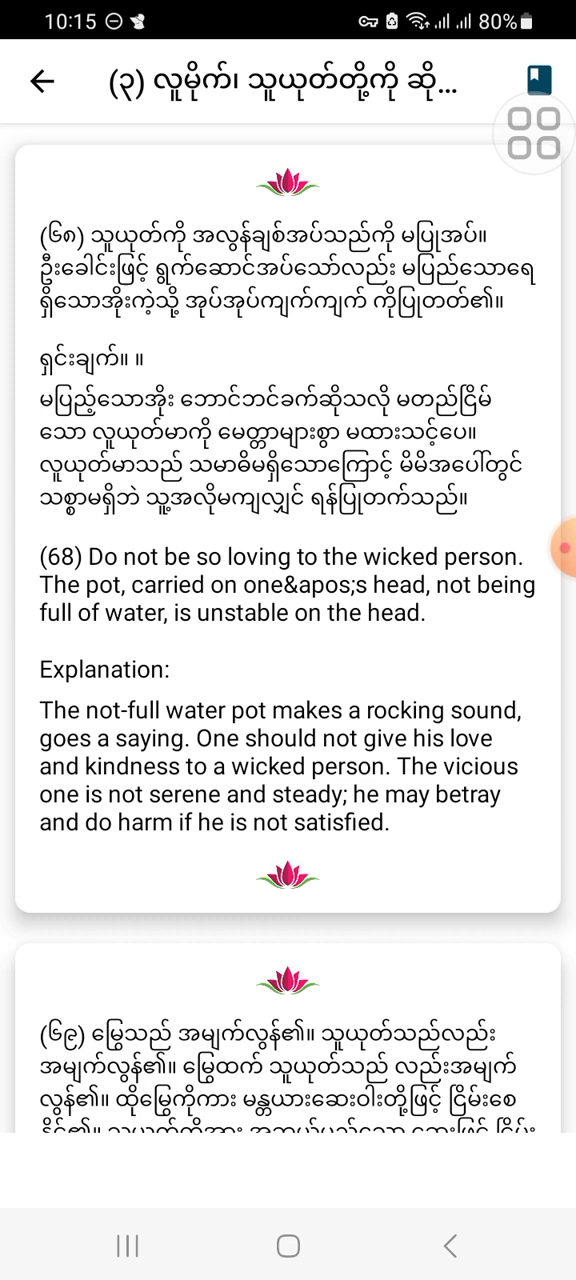 10:15
80%
(၃) လူမိုက်၊ သူယုတ်တို့ကို ဆို...
(၆၈) သူယုတ်ကို အလွန်ချစ်အပ်သည်ကို မပြုအပ်။
ဦးခေါင်းဖြင့် ရွက်ဆောင်အပ်သော်လည်း မပြည်သောရေ
ရှိသောအိုးကဲ့သို့ အုပ်အုပ်ကျက်ကျက် ကိုပြုတတ်၏။
ရှင်းချက်။ ။
မပြည့်သောအိုး ဘောင်ဘင်ခက်ဆိုသလို မတည်ငြိမ်
သော လူယုတ်မာကို မေတ္တာများစွာ မထားသင့်ပေ။
လူယုတ်မာသည် သမာဓိမရှိသောကြောင့် မိမိအပေါ်တွင်
သစ္စာမရှိဘဲ သူ့အလိုမကျလျှင် ရန်ပြုတက်သည်။
(68) Do not be so loving to the wicked person.
The pot, carried on one&apos;s head, not being
full of water, is unstable on the head.
Explanation:
The not-full water pot makes a rocking sound,
goes a saying. One should not give his love
and kindness to a wicked person. The vicious
one is not serene and steady; he may betray
and do harm if he is not satisfied.
(၆၉) မြွေသည် အမျက်လွန်၏။ သူယုတ်သည်လည်း
အမျက်လွန်၏။ မြွေထက် သူယုတ်သည် လည်းအမျက်
လွန်၏။ ထိုမြွေကိုကား မန္တယားဆေးဝါးတို့ဖြင့် ငြိမ်းစေ